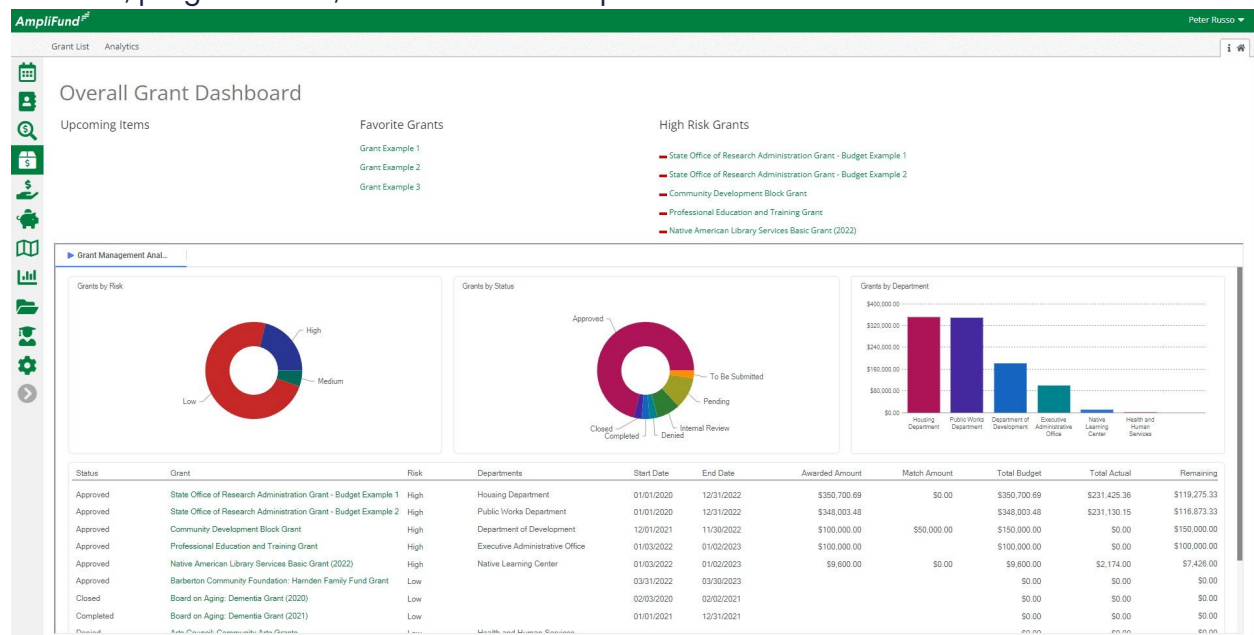 AmpliFund
Peter Russo
Grant List Analytics
Overall Grant Dashboard
Upcoming Items
Favorite Grants
Grant Example 1
Grant Example 2
Grant Example 3
High Risk Grants
State Office of Research Administration Grant - Budget Example 1
State Office of Research Administration Grant - Budget Example 2
Community Development Block Grant
Professional Education and Training Grant
Native American Library Services Basic Grant (2022)
Grant Management Anal...
Grants by Risk
High
Medium
Low
Grants by Status
Approved
To Be Submitted
Pending
Internal Review
Denied
Completed
Closed
Grants by Department
$400,000.00
$320,000.00
$240,000.00
$160,000.00
$80,000.00
$0.00
Housing Department
Public Works Department
Department of Development
Executive Administrative Office
Native Learning Center
Health and Human Services
Status Grant Risk Departments Start Date End Date Awarded Amount Match Amount Total Budget Total Actual Remaining
Approved State Office of Research Administration Grant - Budget Example 1 High Housing Department 01/01/2020 12/31/2022 $350,700.69 $0.00 $350,700.69 $231,425.36 $119,275.33
Approved State Office of Research Administration Grant - Budget Example 2 High Public Works Department 01/01/2020 12/31/2022 $348,003.48 $348,003.48 $231,130.15 $116,873.33
Approved Community Development Block Grant High Department of Development 12/01/2021 11/30/2022 $100,000.00 $50,000.00 $150,000.00 $0.00 $150,000.00
Approved Professional Education and Training Grant High Executive Administrative Office 01/03/2022 01/02/2023 $100,000.00 $100,000.00 $0.00 $100,000.00
Approved Native American Library Services Basic Grant (2022) High Native Learning Center 01/03/2022 01/02/2023 $9,600.00 $0.00 $9,600.00 $2,174.00 $7,426.00
Approved Barberton Community Foundation: Harnden Family Fund Grant Low 03/31/2022 03/30/2023 $0.00 $0.00 $0.00
Closed Board on Aging: Dementia Grant (2020) Low 02/03/2020 02/02/2021 $0.00 $0.00 $0.00
Completed Board on Aging: Dementia Grant (2021) Low 01/01/2021 12/31/2021 $0.00 $0.00 $0.00
Denied Arts Council: Community Arts Grants Low Health and Human Services $0.00 $0.00 $0.00